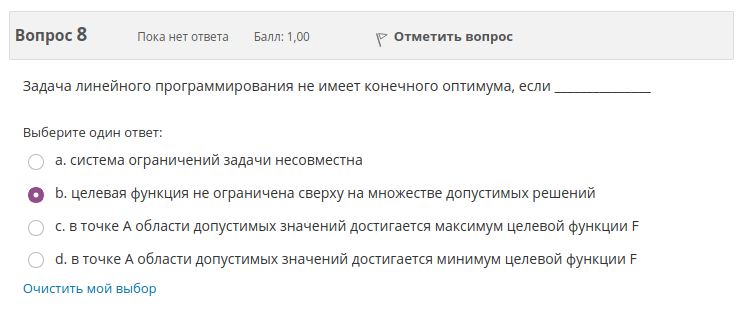 Вопрос 8 Пока нет ответа Балл: 1,00 Отметить вопрос
Задача линейного программирования не имеет конечного оптимума, если _______________
Выберите один ответ:
a. система ограничений задачи несовместна
b. целевая функция не ограничена сверху на множестве допустимых решений
c. в точке А области допустимых значений достигается максимум целевой функции F
d. в точке А области допустимых значений достигается минимум целевой функции F
Очистить мой выбор